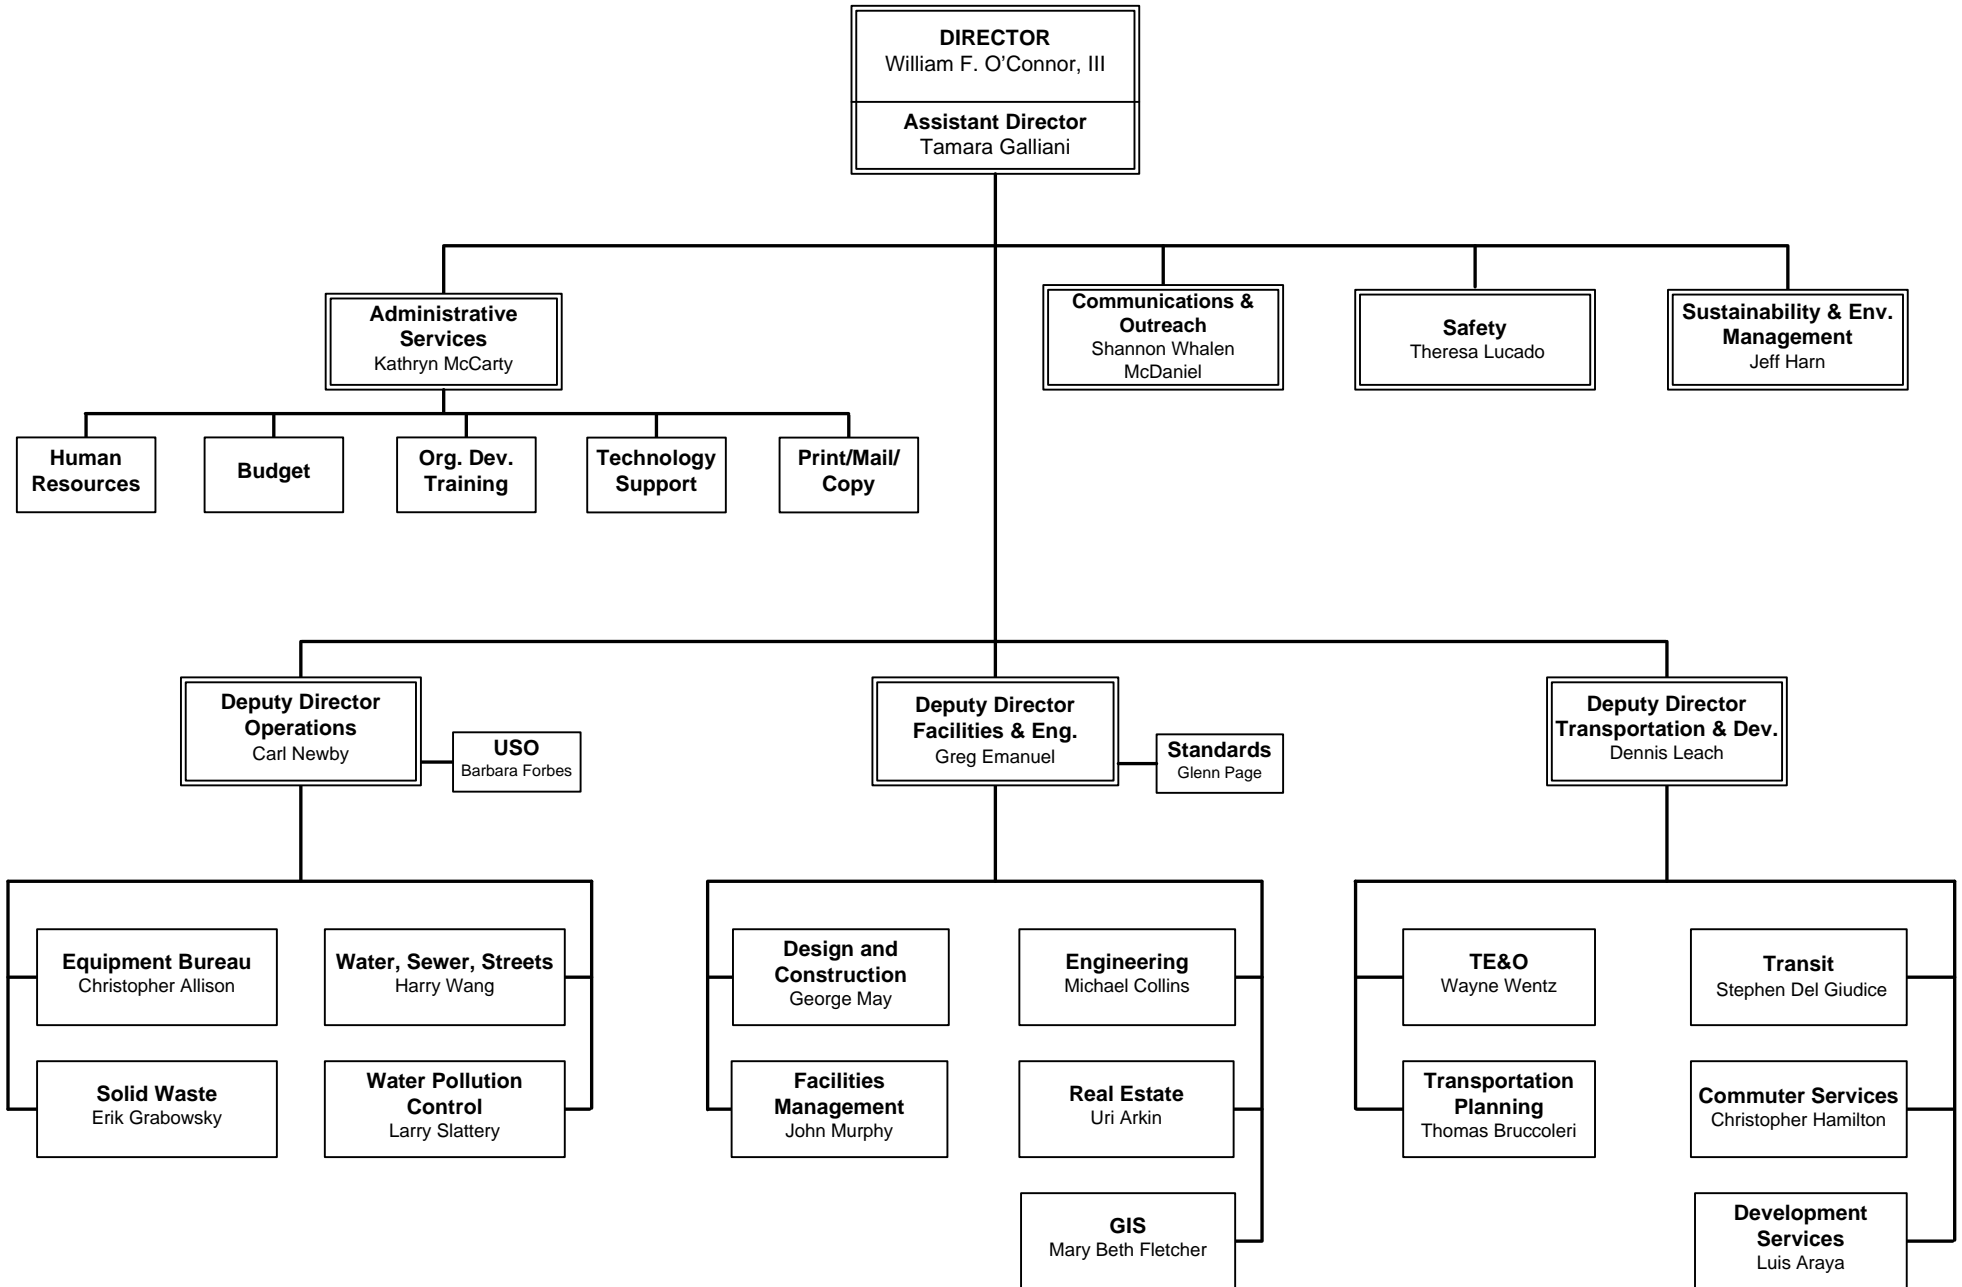 DIRECTOR
William F. O'Connor, III
Assistant Director
Tamara Galliani
Administrative
Services
Kathryn McCarty
Communications &
Outreach
Shannon Whalen
McDaniel
Safety
Theresa Lucado
Sustainability & Env.
Management
Jeff Harn
Human
Resources
Budget
Org. Dev.
Training
Technology
Support
Print/Mail/
Copy
Deputy Director
Operations
Carl Newby
USO
Barbara Forbes
Deputy Director
Facilities & Eng.
Greg Emanuel
Standards
Glenn Page
Deputy Director
Transportation & Dev.
Dennis Leach
Equipment Bureau
Christopher Allison
Water, Sewer, Streets
Harry Wang
Solid Waste
Erik Grabowsky
Water Pollution
Control
Larry Slattery
Design and
Construction
George May
Engineering
Michael Collins
Facilities
Management
John Murphy
Real Estate
Uri Arkin
GIS
Mary Beth Fletcher
TE&O
Wayne Wentz
Transit
Stephen Del Giudice
Transportation
Planning
Thomas Bruccoleri
Commuter Services
Christopher Hamilton
Development
Services
Luis Araya